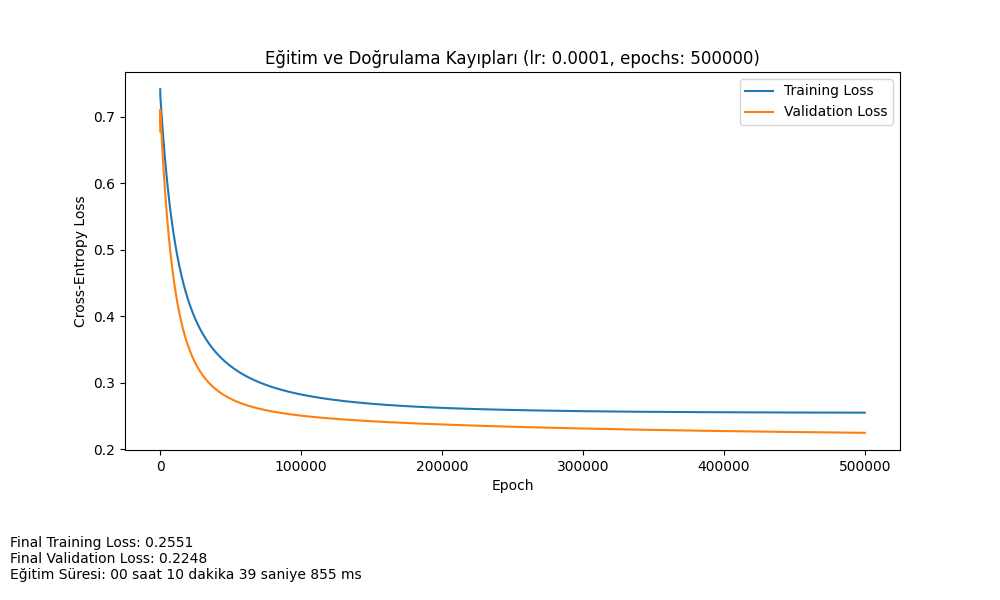 Eğitim ve Doğrulama Kayıpları (lr: 0.0001, epochs: 500000)
Training Loss
Validation Loss
Cross-Entropy Loss
0.7
0.6
0.5
0.4
0.3
0.2
0
100000
200000
300000
400000
500000
Epoch
Final Training Loss: 0.2551
Final Validation Loss: 0.2248
Eğitim Süresi: 00 saat 10 dakika 39 saniye 855 ms